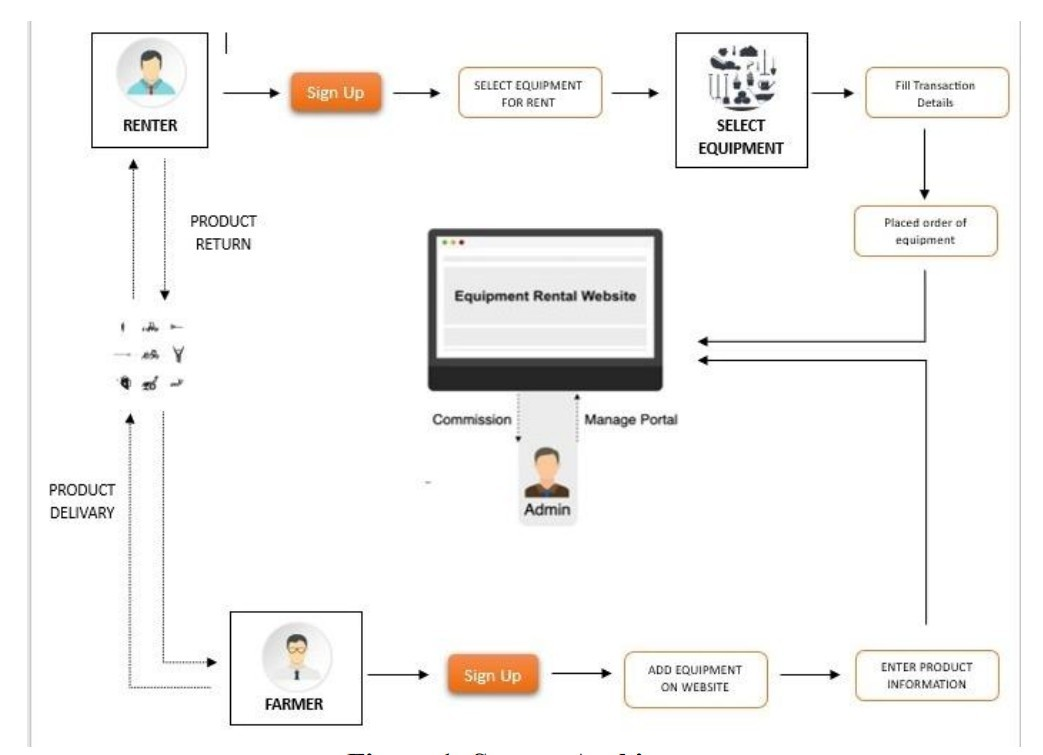 RENTER
Sign Up
SELECT EQUIPMENT
FOR RENT
SELECT
EQUIPMENT
Fill Transaction
Details
Placed order of
equipment
PRODUCT
RETURN
Equipment Rental Website
Commission
Manage Portal
Admin
PRODUCT
DELIVARY
FARMER
Sign Up
ADD EQUIPMENT
ON WEBSITE
ENTER PRODUCT
INFORMATION